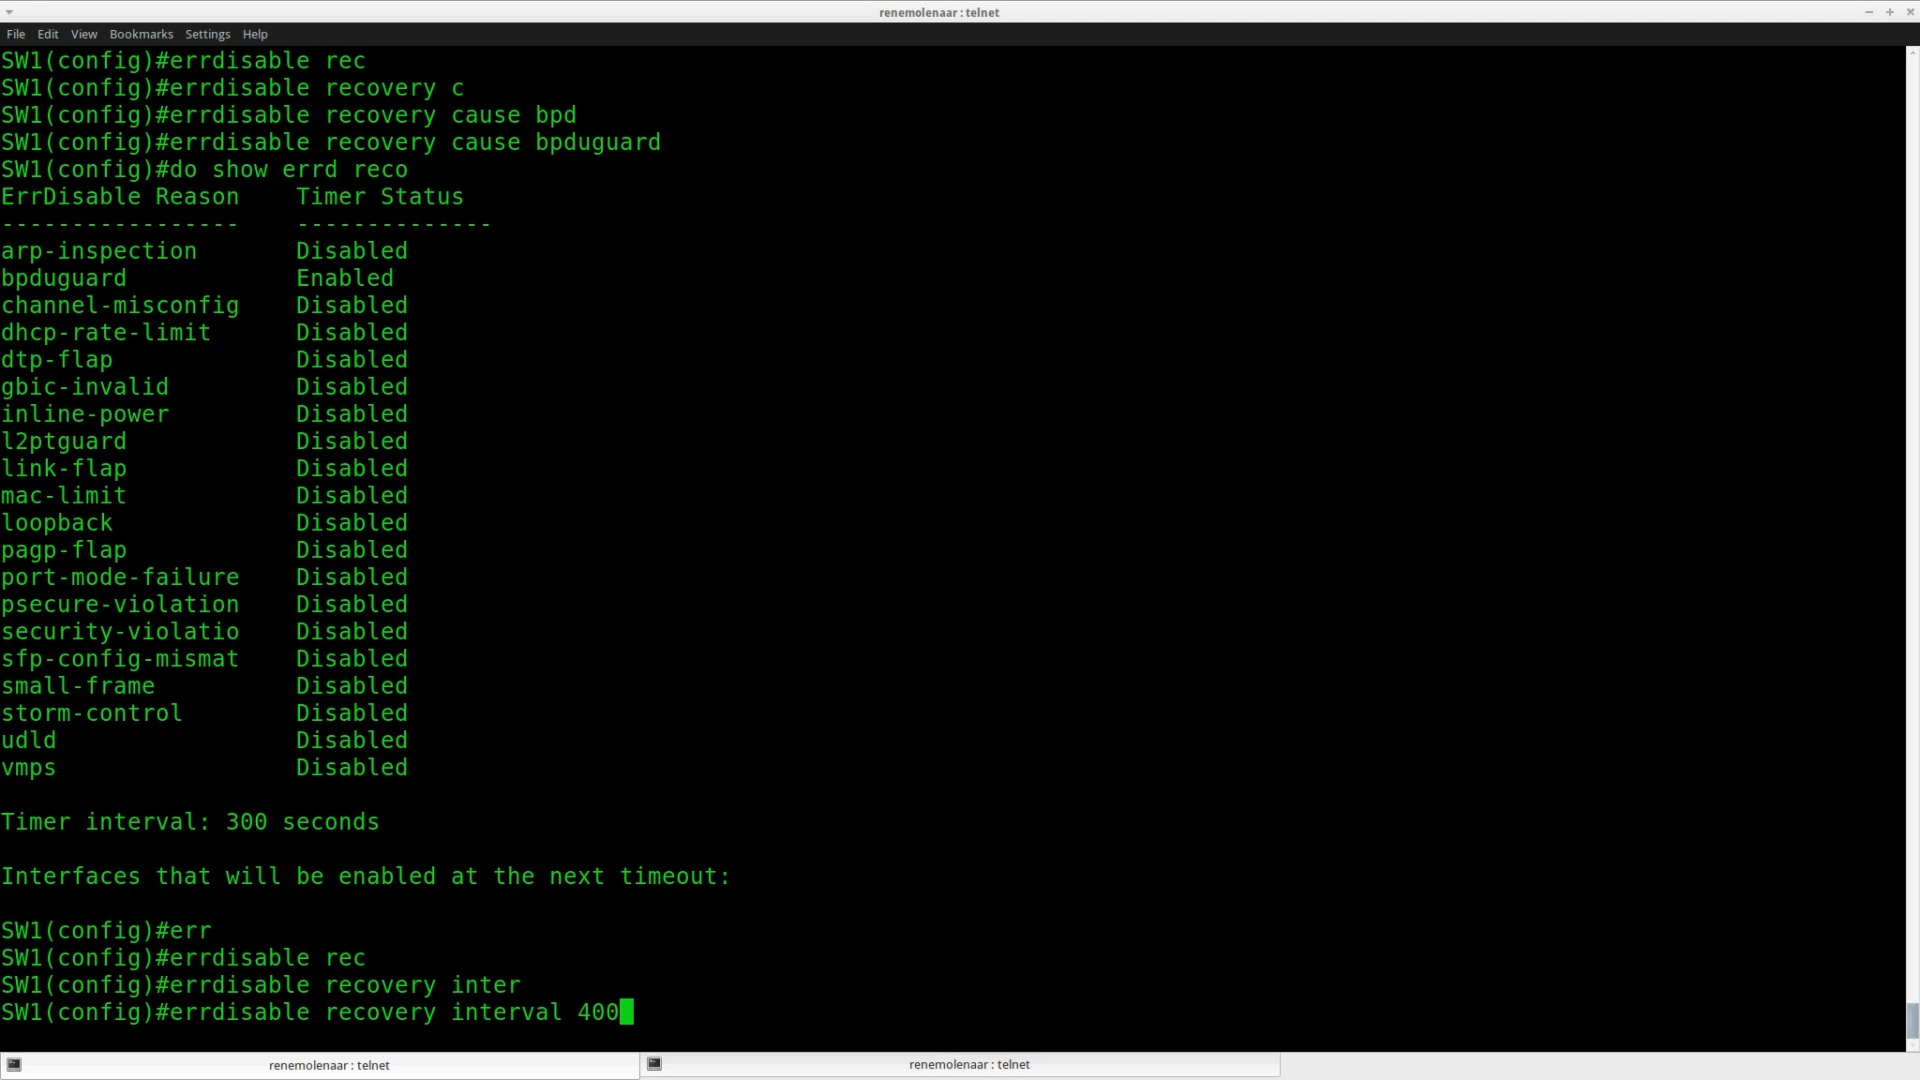 renemolenaar : telnet
File Edit View Bookmarks Settings Help
SW1(config)#errdisable rec
SW1(config)#errdisable recovery c
SW1(config)#errdisable recovery cause bpd
SW1(config)#errdisable recovery cause bpduguard
SW1(config)#do show errd reco
ErrDisable Reason    Timer Status
-----------------    --------------
arp-inspection       Disabled
bpduguard            Enabled
channel-misconfig    Disabled
dhcp-rate-limit      Disabled
dtp-flap             Disabled
gbic-invalid         Disabled
inline-power         Disabled
l2ptguard            Disabled
link-flap            Disabled
mac-limit            Disabled
loopback             Disabled
pagp-flap            Disabled
port-mode-failure    Disabled
psecure-violation    Disabled
security-violatio    Disabled
sfp-config-mismat    Disabled
small-frame          Disabled
storm-control        Disabled
udld                 Disabled
vmps                 Disabled
Timer interval: 300 seconds
Interfaces that will be enabled at the next timeout:
SW1(config)#err
SW1(config)#errdisable rec
SW1(config)#errdisable recovery inter
SW1(config)#errdisable recovery interval 400
renemolenaar : telnet
renemolenaar : telnet